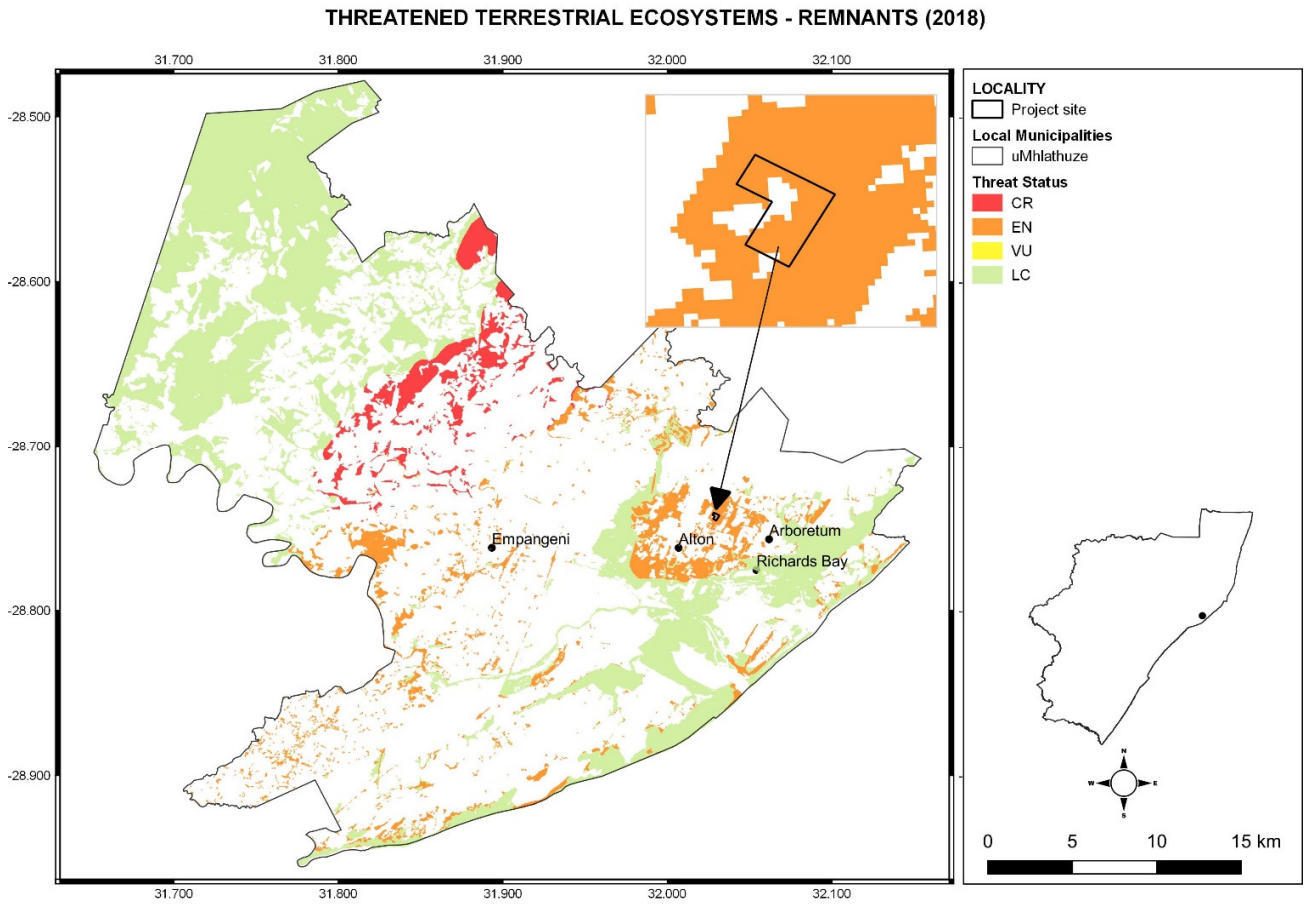 THREATENED TERRESTRIAL ECOSYSTEMS - REMNANTS (2018)
31.700 31.800 31.900 32.000 32.100
-28.500
-28.600
-28.700
-28.800
-28.900
Empangeni
Alton
Arboretum
Richards Bay
31.700 31.800 31.900 32.000 32.100
LOCALITY
Project site
Local Municipalities
uMhlathuze
Threat Status
CR
EN
VU
LC
N
W E
S
0 5 10 15 km